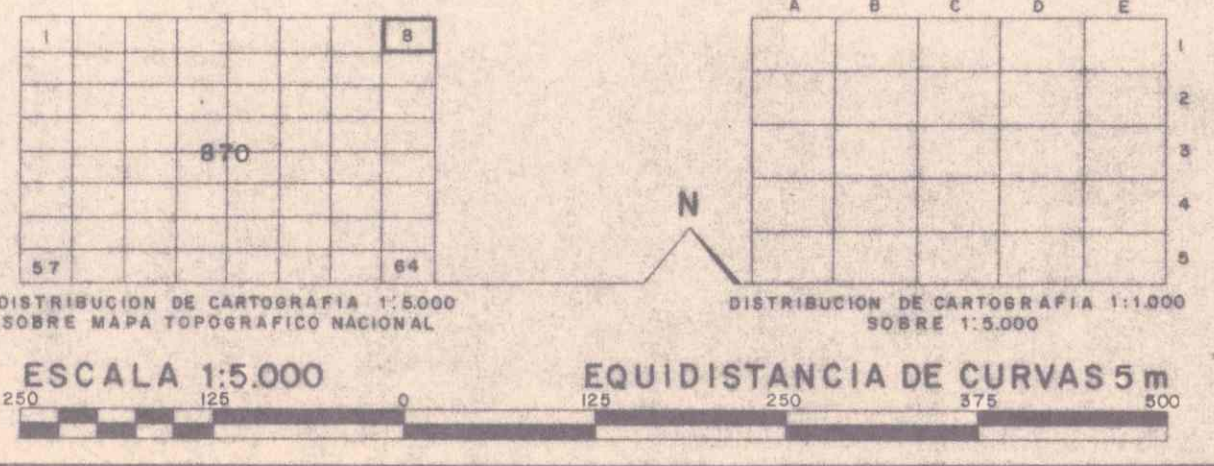 A B C D E
1 8
1
2
870
3
N
4
57 64
5
DISTRIBUCION DE CARTOGRAFIA 1:5.000
SOBRE MAPA TOPOGRAFICO NACIONAL
DISTRIBUCION DE CARTOGRAFIA 1:1.000
SOBRE 1:5.000
ESCALA 1:5.000
EQUIDISTANCIA DE CURVAS 5 m
250 125 0 125 250 375 500